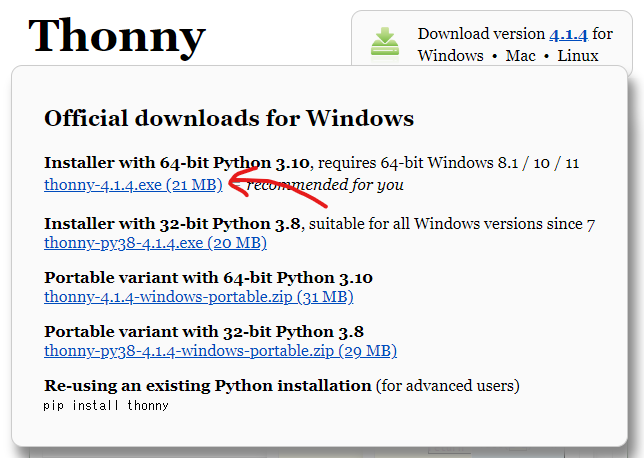 Thonny
Download version 4.1.4 for
Windows • Mac • Linux
Official downloads for Windows
Installer with 64-bit Python 3.10, requires 64-bit Windows 8.1 / 10 / 11
thonny-4.1.4.exe (21 MB) recommended for you
Installer with 32-bit Python 3.8, suitable for all Windows versions since 7
thonny-py38-4.1.4.exe (20 MB)
Portable variant with 64-bit Python 3.10
thonny-4.1.4-windows-portable.zip (31 MB)
Portable variant with 32-bit Python 3.8
thonny-py38-4.1.4-windows-portable.zip (29 MB)
Re-using an existing Python installation (for advanced users)
pip install thonny